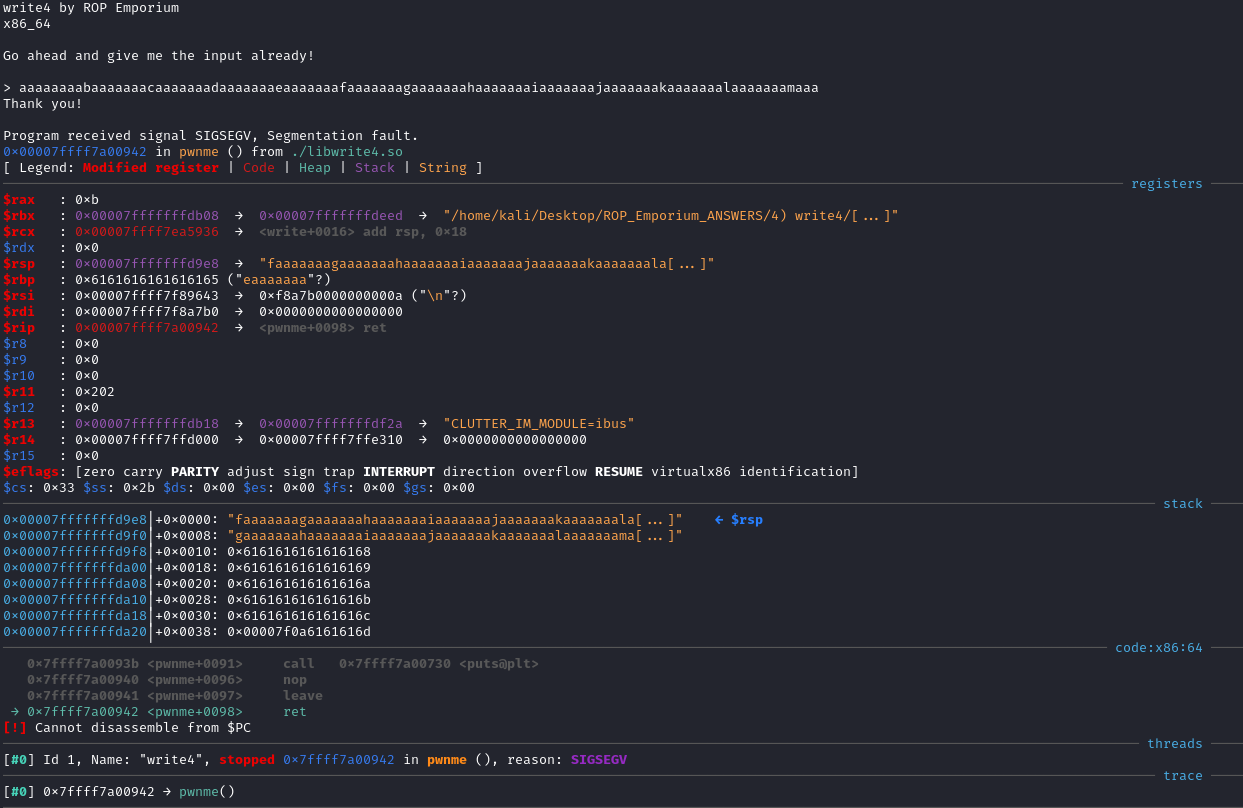 write4 by ROP Emporium
x86_64
Go ahead and give me the input already!
> aaaaaaaabaaaaaaacaaaaaaadaaaaaaaeaaaaaaafaaaaaaagaaaaaaahaaaaaaaiaaaaaaajaaaaaaakaaaaaaalaaaaaaamaaa
Thank you!
Program received signal SIGSEGV, Segmentation fault.
0×00007ffff7a00942 in pwnme () from ./libwrite4.so
[ Legend: Modified register | Code | Heap | Stack | String ]
registers
$rax   : 0×b
$rbx   : 0×00007fffffffdb08  →  0×00007fffffffdeed  →  "/home/kali/Desktop/ROP_Emporium_ANSWERS/4) write4/[...]"
$rcx   : 0×00007ffff7ea5936  →  <write+0016> add rsp, 0×18
$rdx   : 0×0
$rsp   : 0×00007fffffffd9e8  →  "faaaaaaagaaaaaaahaaaaaaaiaaaaaaajaaaaaaakaaaaaaala[...]"
$rbp   : 0×6161616161616165 ("eaaaaaaa"?)
$rsi   : 0×00007ffff7f89643  →  0×f8a7b0000000000a ("\n"?)
$rdi   : 0×00007ffff7f8a7b0  →  0×0000000000000000
$rip   : 0×00007ffff7a00942  →  <pwnme+0098> ret
$r8    : 0×0
$r9    : 0×0
$r10   : 0×0
$r11   : 0×202
$r12   : 0×0
$r13   : 0×00007fffffffdb18  →  0×00007fffffffdf2a  →  "CLUTTER_IM_MODULE=ibus"
$r14   : 0×00007ffff7ffd000  →  0×00007ffff7ffe310  →  0×0000000000000000
$r15   : 0×0
$eflags: [zero carry PARITY adjust sign trap INTERRUPT direction overflow RESUME virtualx86 identification]
$cs: 0×33 $ss: 0×2b $ds: 0×00 $es: 0×00 $fs: 0×00 $gs: 0×00
stack
0×00007fffffffd9e8│+0×0000: "faaaaaaagaaaaaaahaaaaaaaiaaaaaaajaaaaaaakaaaaaaala[...]"    ← $rsp
0×00007fffffffd9f0│+0×0008: "gaaaaaaahaaaaaaaiaaaaaaajaaaaaaakaaaaaaalaaaaaaama[...]"
0×00007fffffffd9f8│+0×0010: 0×6161616161616168
0×00007fffffffda00│+0×0018: 0×6161616161616169
0×00007fffffffda08│+0×0020: 0×616161616161616a
0×00007fffffffda10│+0×0028: 0×616161616161616b
0×00007fffffffda18│+0×0030: 0×616161616161616c
0×00007fffffffda20│+0×0038: 0×00007f0a6161616d
code:x86:64
0×7ffff7a0093b <pwnme+0091>     call   0×7ffff7a00730 <puts@plt>
0×7ffff7a00940 <pwnme+0096>     nop
0×7ffff7a00941 <pwnme+0097>     leave
→ 0×7ffff7a00942 <pwnme+0098>     ret
[!] Cannot disassemble from $PC
threads
[#0] Id 1, Name: "write4", stopped 0×7ffff7a00942 in pwnme (), reason: SIGSEGV
trace
[#0] 0×7ffff7a00942 → pwnme()